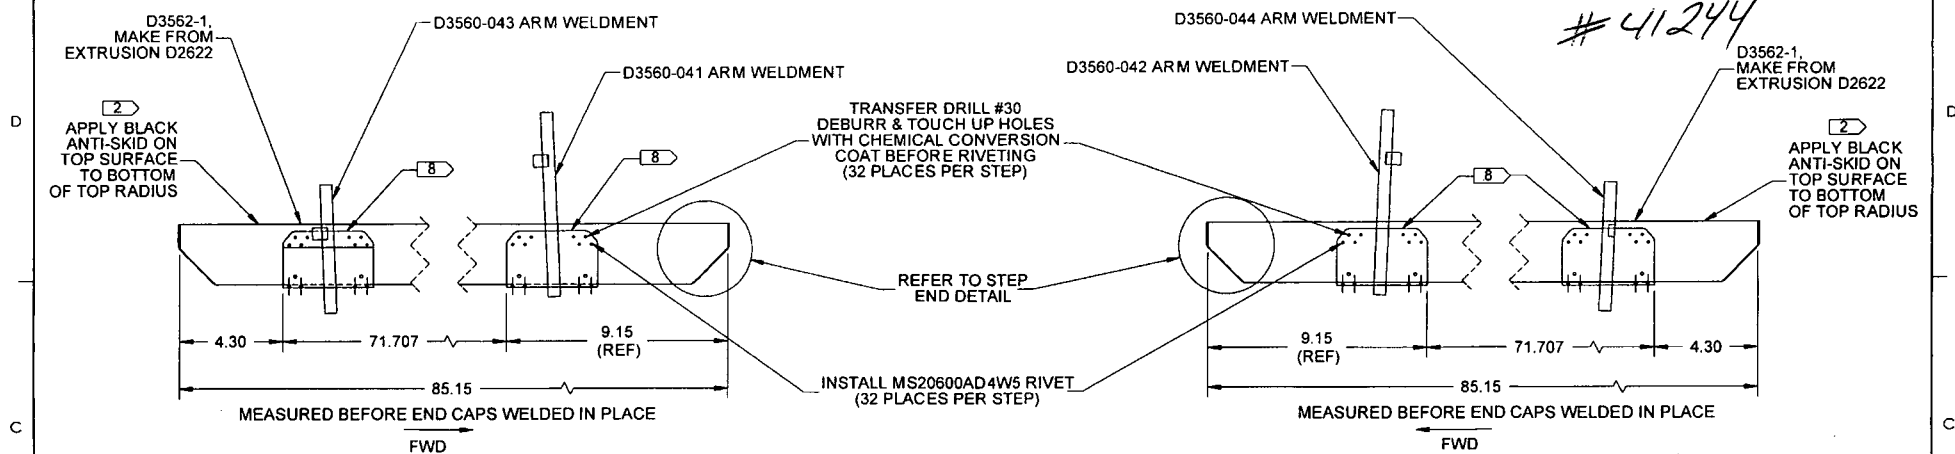 D3562-1,
MAKE FROM
EXTRUSION D2622
D3560-043 ARM WELDMENT
D3560-041 ARM WELDMENT
D
2
APPLY BLACK
ANTI-SKID ON
TOP SURFACE
TO BOTTOM
OF TOP RADIUS
8
8
TRANSFER DRILL #30
DEBURR & TOUCH UP HOLES
WITH CHEMICAL CONVERSION
COAT BEFORE RIVETING
(32 PLACES PER STEP)
REFER TO STEP
END DETAIL
INSTALL MS20600AD4W5 RIVET
(32 PLACES PER STEP)
4.30
71.707
9.15
(REF)
85.15
MEASURED BEFORE END CAPS WELDED IN PLACE
FWD
C
D3560-044 ARM WELDMENT
D3560-042 ARM WELDMENT
#41244
D3562-1,
MAKE FROM
EXTRUSION D2622
D
2
APPLY BLACK
ANTI-SKID ON
TOP SURFACE
TO BOTTOM
OF TOP RADIUS
8
9.15
(REF)
71.707
4.30
85.15
MEASURED BEFORE END CAPS WELDED IN PLACE
FWD
C